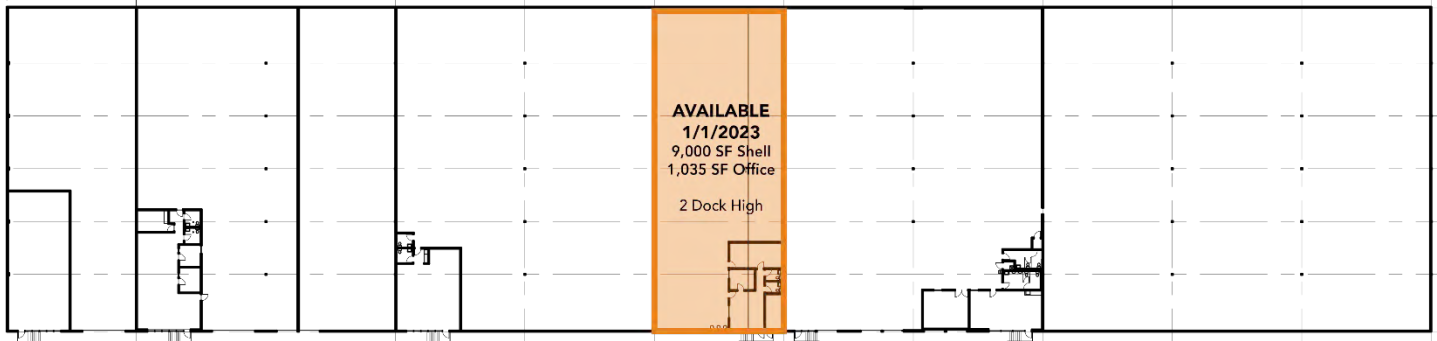 AVAILABLE
1/1/2023
9,000 SF Shell
1,035 SF Office
2 Dock High